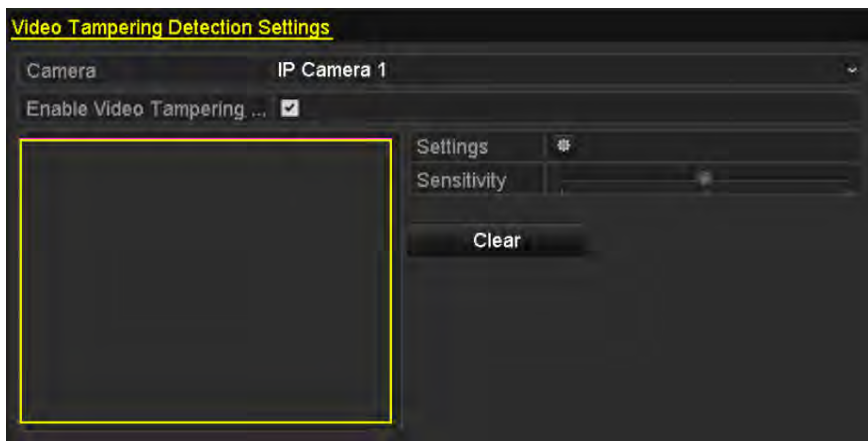 Video Tampering Detection Settings
Camera IP Camera 1
Enable Video Tampering ...
Settings
Sensitivity
Clear